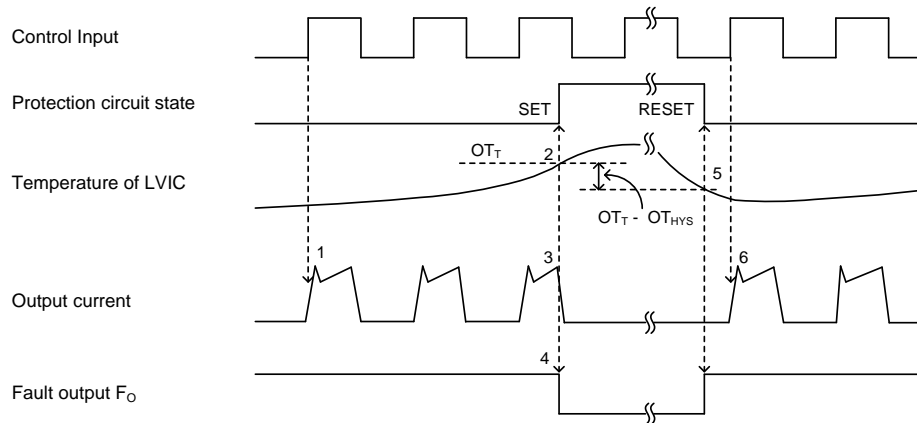 Control Input
Protection circuit state
SET
RESET
OTT
2
5
Temperature of LVIC
OTT - OTHYS
1
3
6
Output current
4
Fault output FO